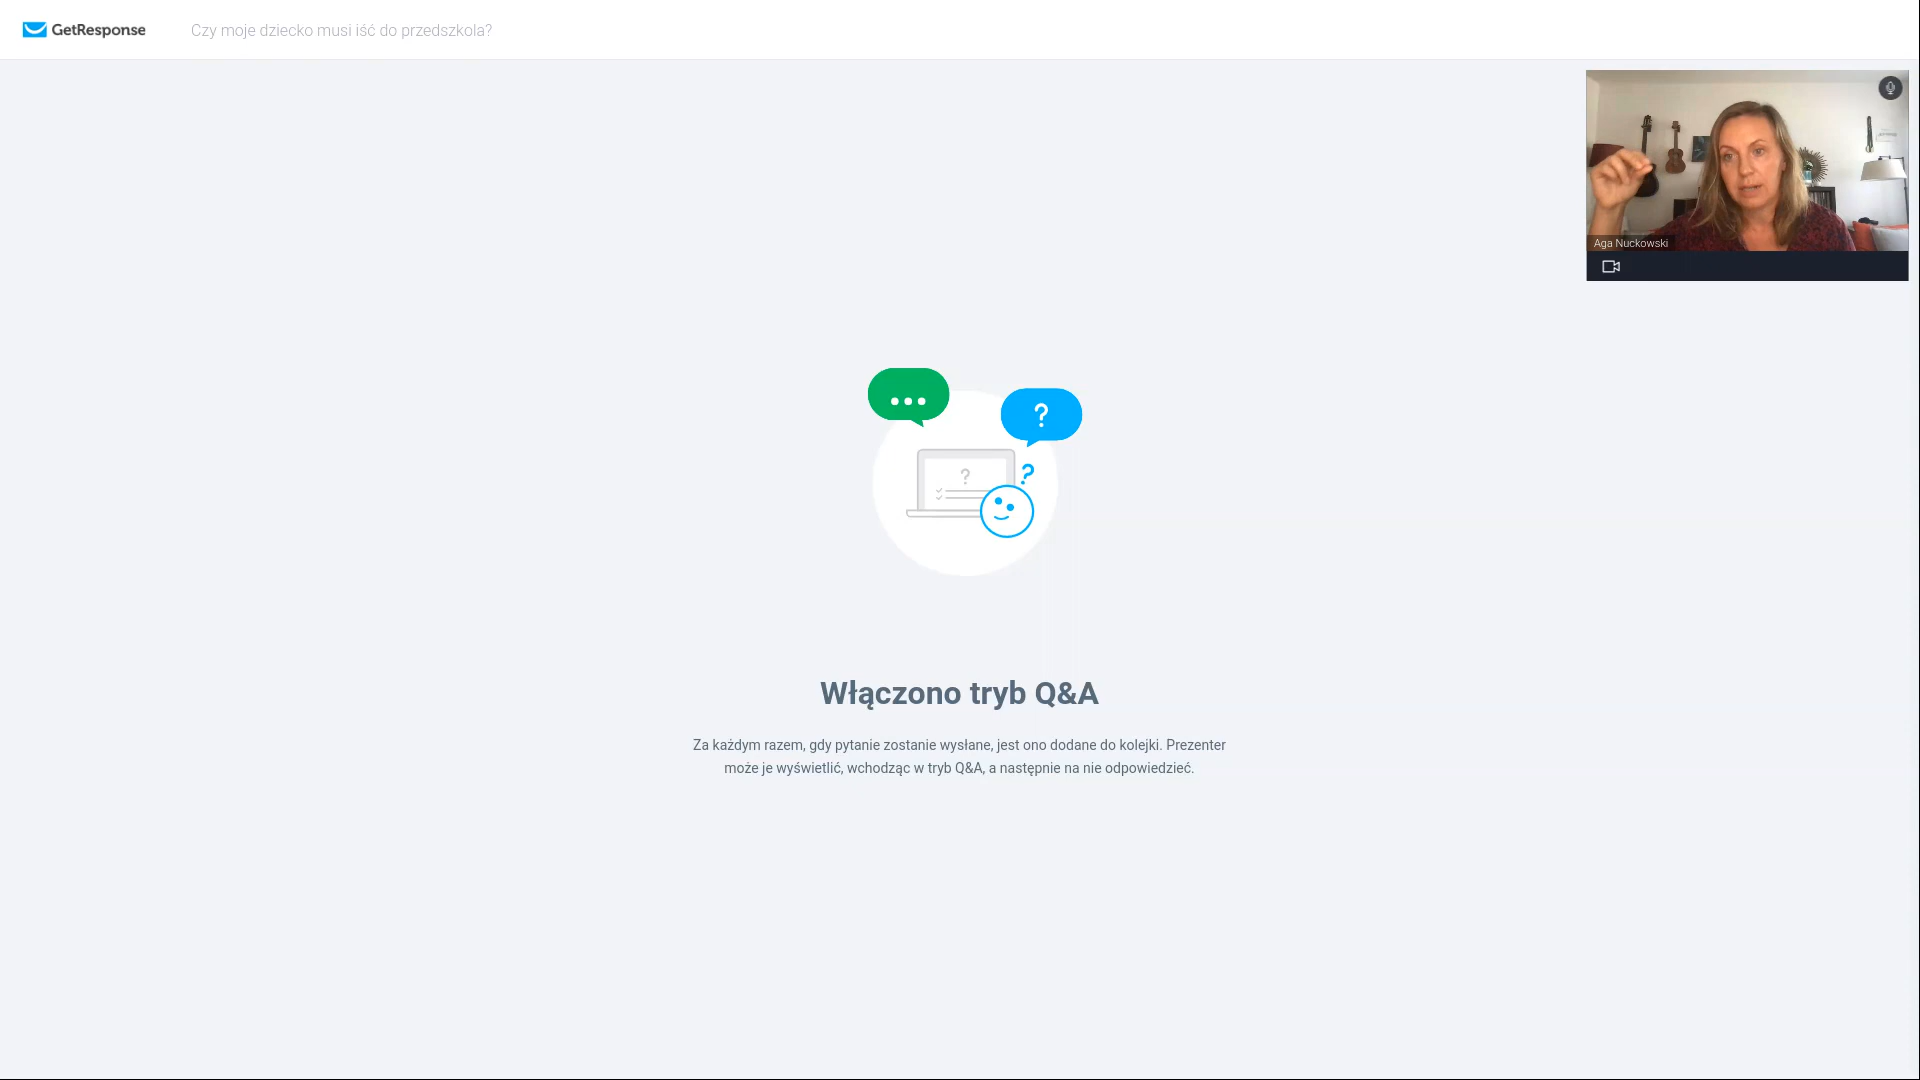 GetResponse
Czy moje dziecko musi iść do przedszkola?
Aga Nuckowski
Włączono tryb Q&A
Za każdym razem, gdy pytanie zostanie wysłane, jest ono dodane do kolejki. Prezenter
może je wyświetlić, wchodząc w tryb Q&A, a następnie na nie odpowiedzieć.